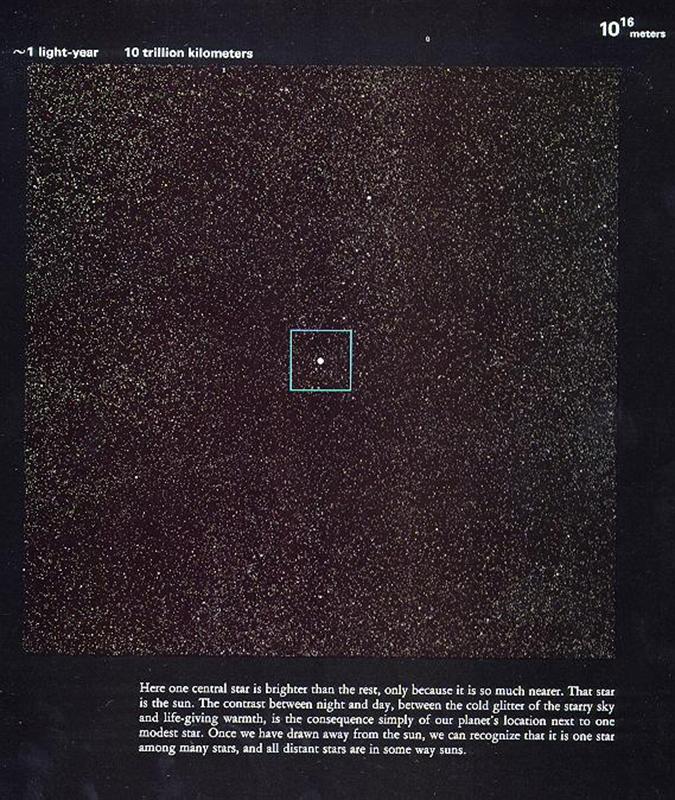 10¹⁶ meters
~1 light-year 10 trillion kilometers
Here one central star is brighter than the rest, only because it is so much nearer. That star
is the sun. The contrast between night and day, between the cold glitter of the starry sky
and life-giving warmth, is the consequence simply of our planet's location next to one
modest star. Once we have drawn away from the sun, we can recognize that it is one star
among many stars, and all distant stars are in some way suns.